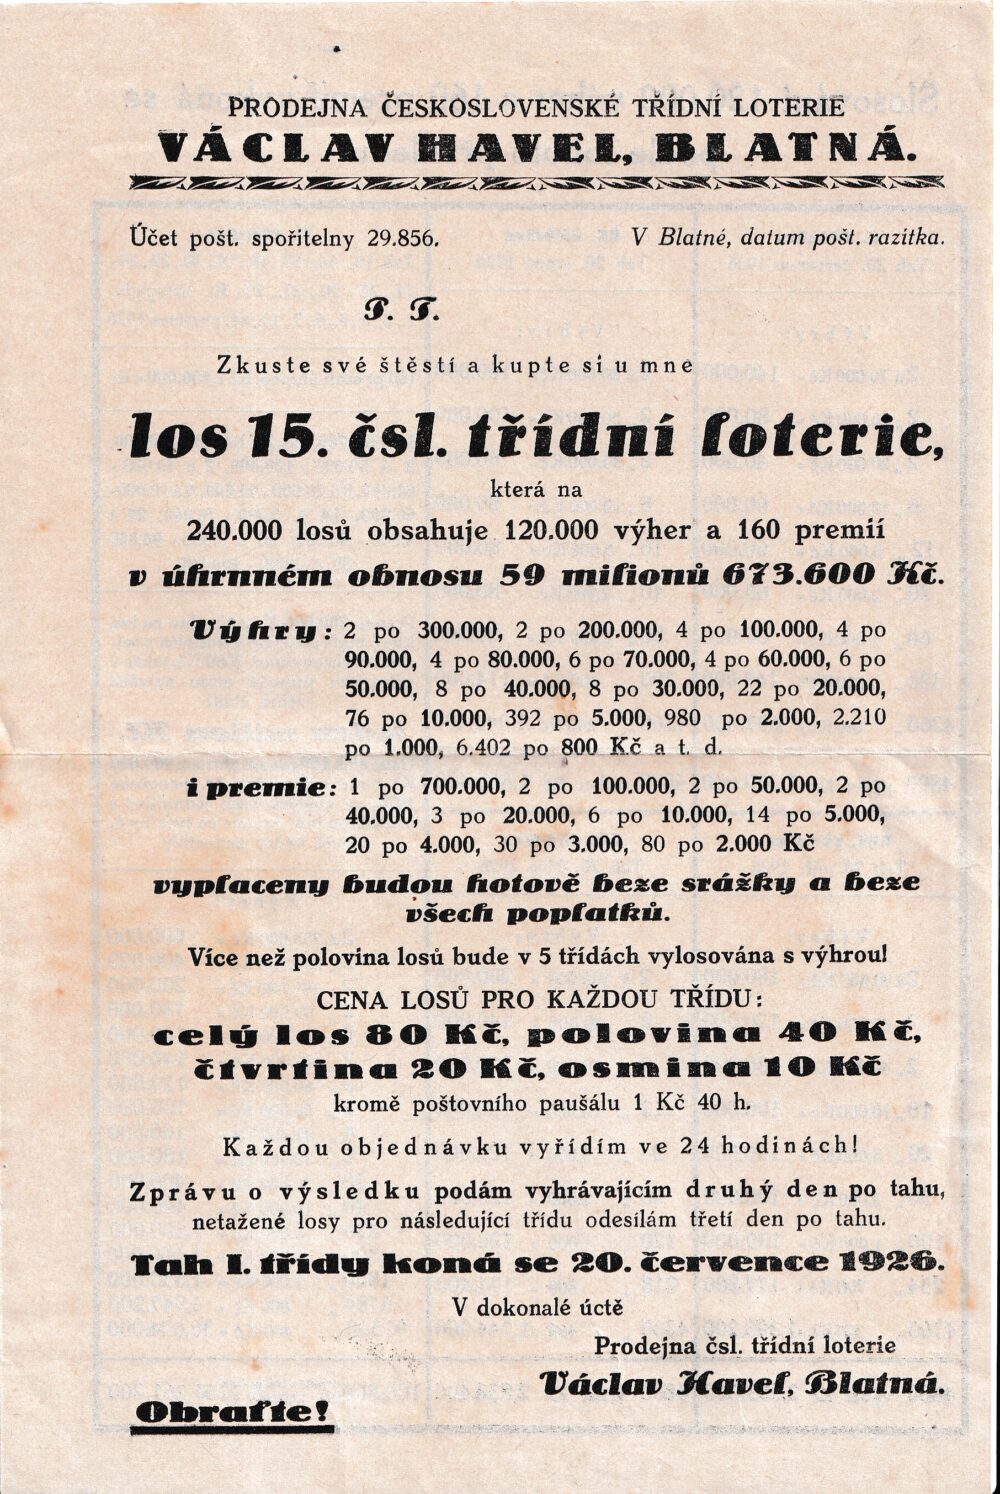 PRODEJNA ČESKOSLOVENSKÉ TŘÍDNÍ LOTERIE
VÁCLAV HAVEL, BLATNÁ.
Účet pošt. spořitelny 29.856.
V Blatné, datum pošt. razítka.
P. T.
Zkuste své štěstí a kupte si u mne
los 15. čsl. třídní loterie,
která na
240.000 losů obsahuje 120.000 výher a 160 premií
v úhrnném obnosu 59 milionů 673.600 Kč.
Výhry: 2 po 300.000, 2 po 200.000, 4 po 100.000, 4 po
90.000, 4 po 80.000, 6 po 70.000, 4 po 60.000, 6 po
50.000, 8 po 40.000, 8 po 30.000, 22 po 20.000,
76 po 10.000, 392 po 5.000, 980 po 2.000, 2.210
po 1.000, 6.402 po 800 Kč a t. d.
i premie: 1 po 700.000, 2 po 100.000, 2 po 50.000, 2 po
40.000, 3 po 20.000, 6 po 10.000, 14 po 5.000,
20 po 4.000, 30 po 3.000, 80 po 2.000 Kč
vyplaceny budou hotově beze srážky a beze
všech poplatků.
Více než polovina losů bude v 5 třídách vylosována s výhrou!
CENA LOSŮ PRO KAŽDOU TŘÍDU:
celý los 80 Kč, polovina 40 Kč,
čtvrtina 20 Kč, osmina 10 Kč
kromě poštovního paušálu 1 Kč 40 h.
Každou objednávku vyřídím ve 24 hodinách!
Zprávu o výsledku podám vyhrávajícím druhý den po tahu,
netažené losy pro následující třídu odesílám třetí den po tahu.
Tah I. třídy koná se 20. července 1926.
V dokonalé úctě
Prodejna čsl. třídní loterie
Václav Havel, Blatná.
Obraťte!